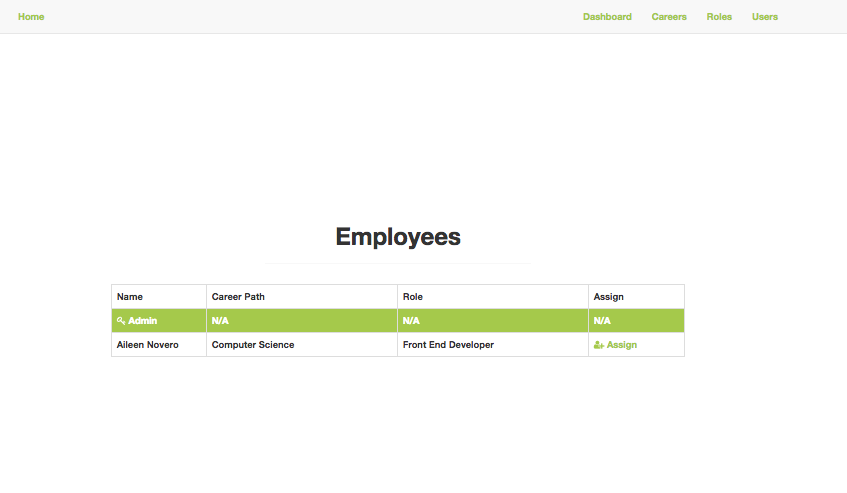 Home Dashboard Careers Roles Users
Employees
Name Career Path Role Assign
Admin N/A N/A N/A
Aileen Novero Computer Science Front End Developer Assign